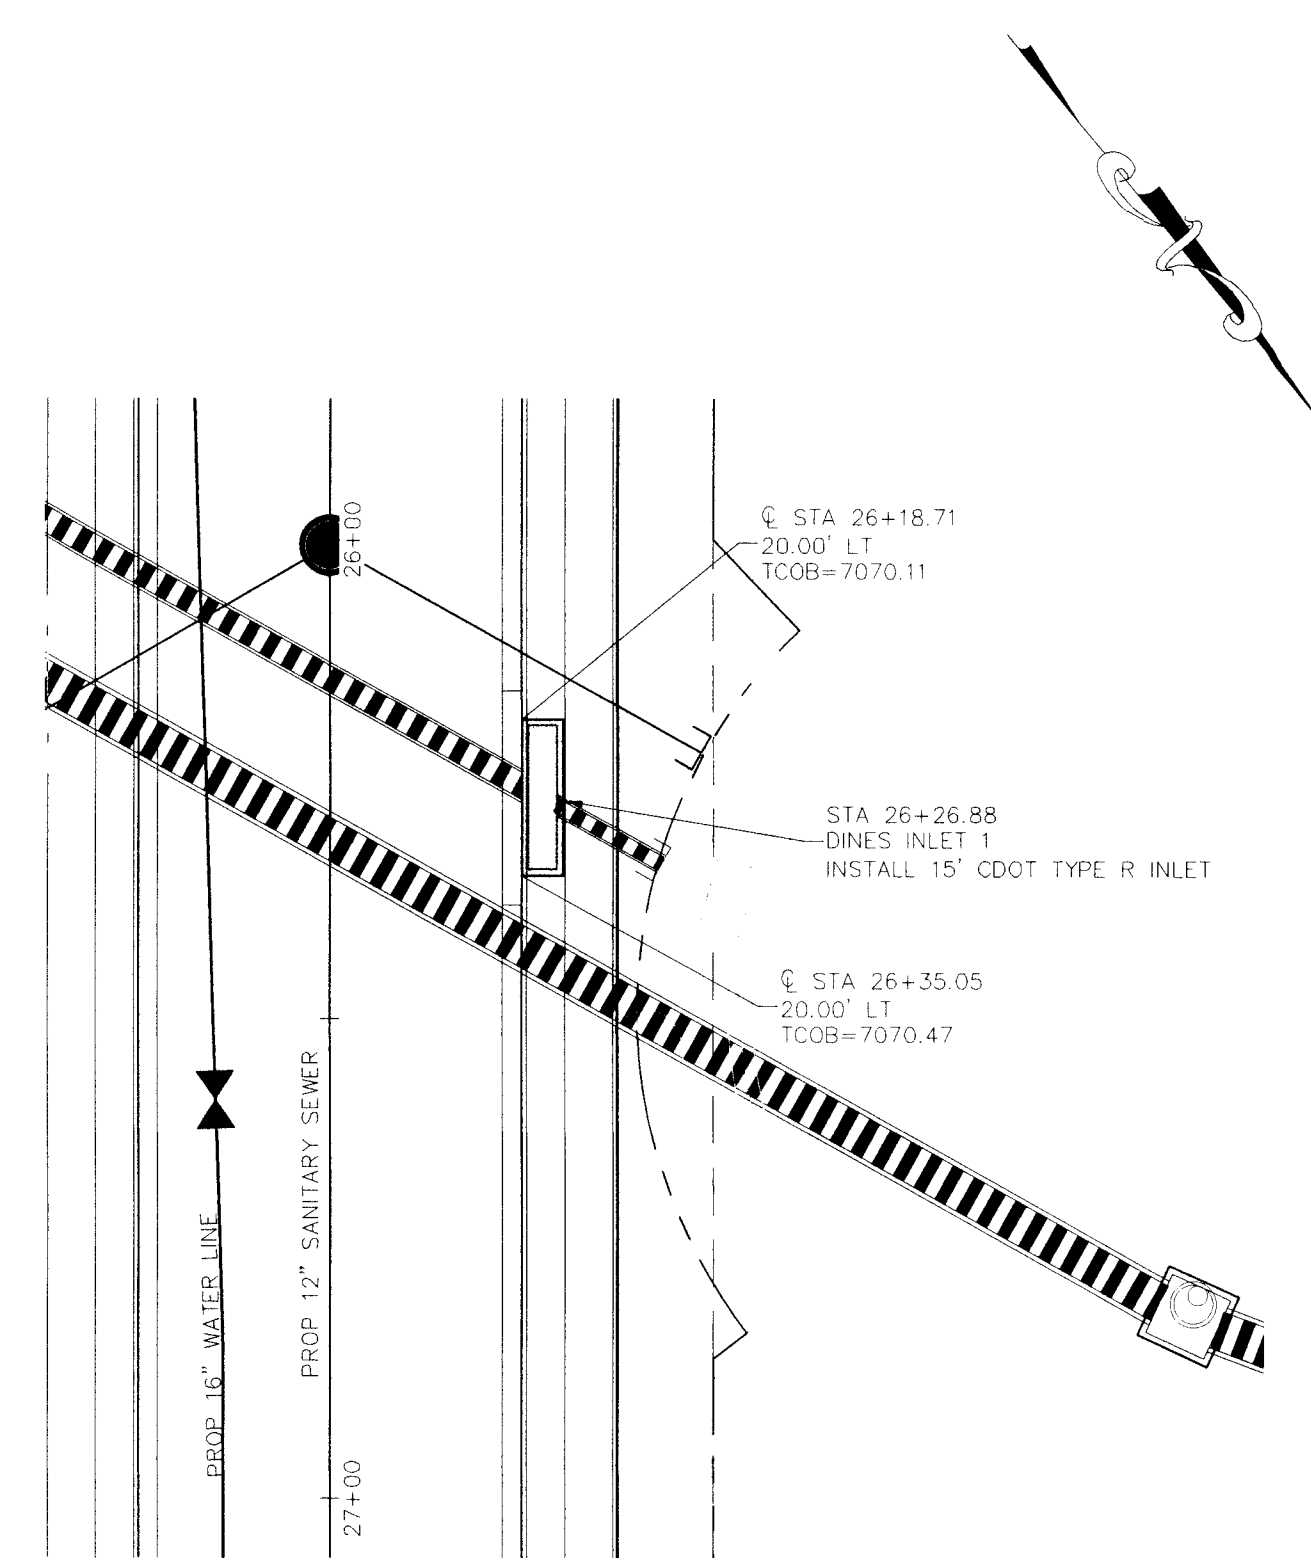 26+00
℄ STA 26+18.71
20.00' LT
TCOB=7070.11
STA 26+26.88
DINES INLET 1
INSTALL 15' CDOT TYPE R INLET
℄ STA 26+35.05
20.00' LT
TCOB=7070.47
PROP 12" SANITARY SEWER
PROP 16" WATER LINE
27+00